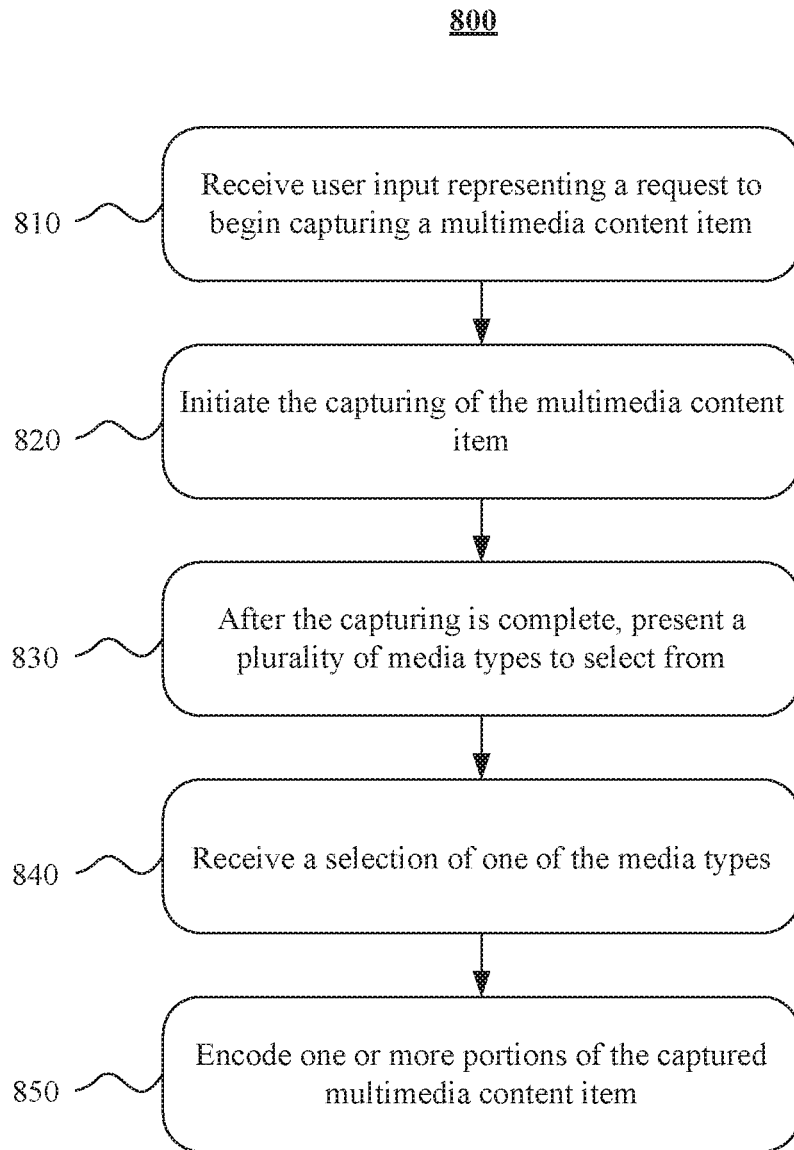 800
Receive user input representing a request to
begin capturing a multimedia content item
810
Initiate the capturing of the multimedia content
item
820
After the capturing is complete, present a
plurality of media types to select from
830
Receive a selection of one of the media types
840
Encode one or more portions of the captured
multimedia content item
850